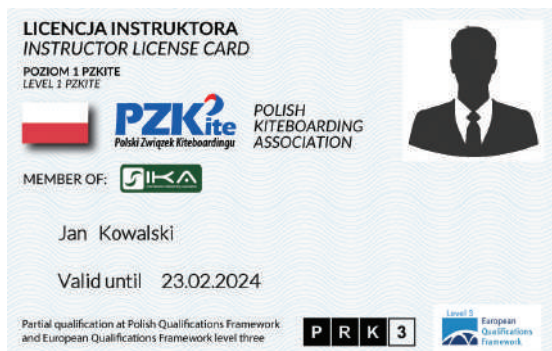 LICENCJA INSTRUKTORA
INSTRUCTOR LICENSE CARD
POZIOM 1 PZKITE
LEVEL 1 PZKITE
PZKite
Polski Związek Kiteboardingu
POLISH
KITEBOARDING
ASSOCIATION
MEMBER OF:
SIKA
Jan Kowalski
Valid until 23.02.2024
Partial qualification at Polish Qualifications Framework
and European Qualifications Framework level three
P R K 3
Level 3
European
Qualifications
Framework